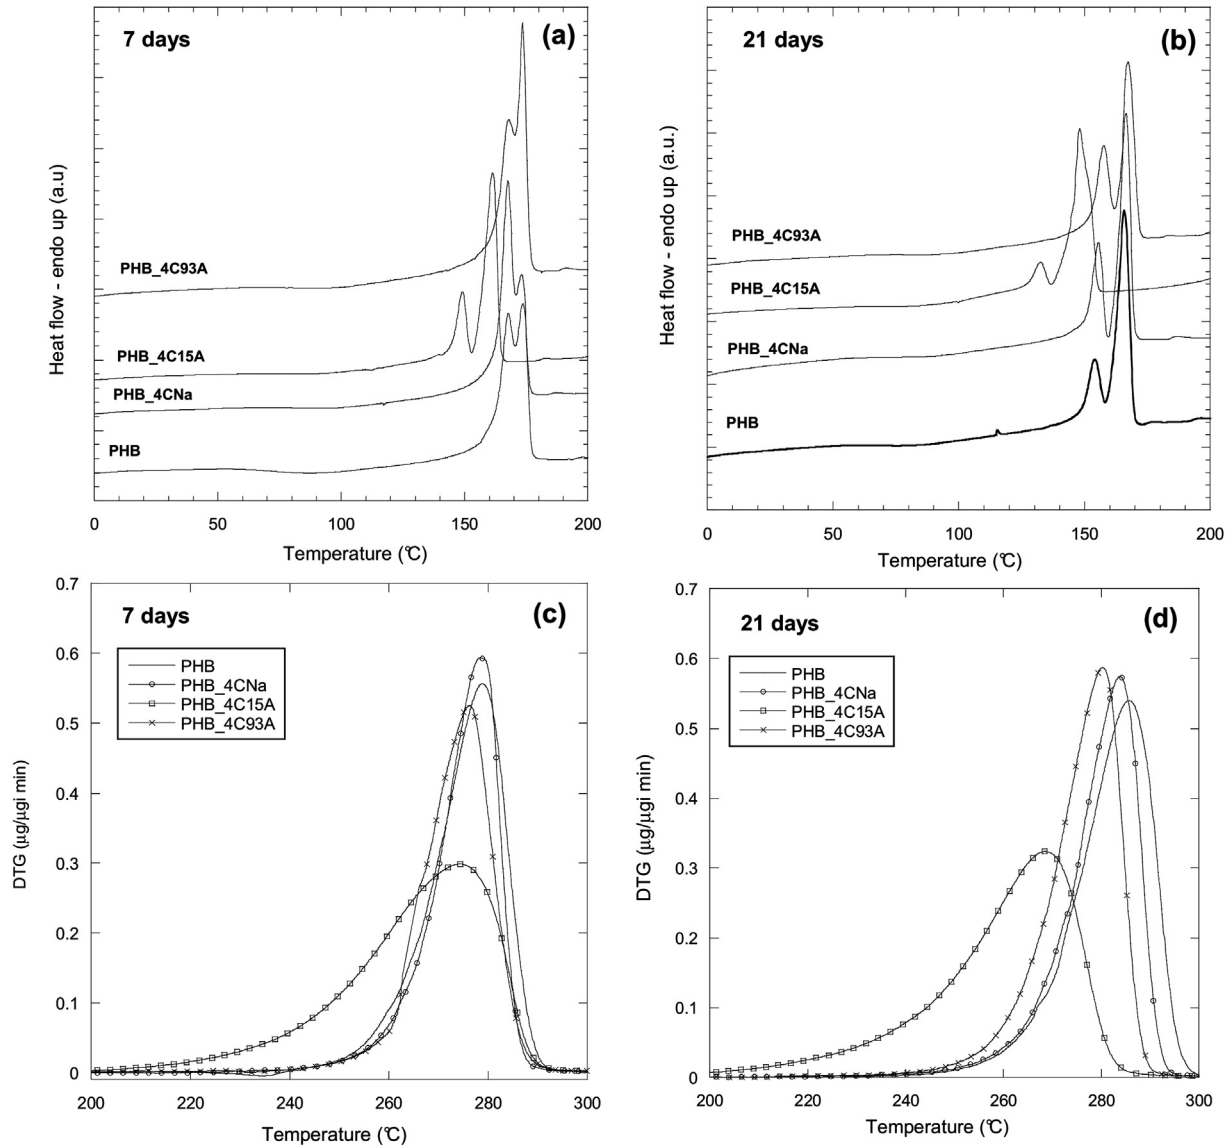 7 days
(a)
Heat flow - endo up (a.u)
PHB_4C93A
PHB_4C15A
PHB_4CNa
PHB
0
50
100
150
200
Temperature (°C)
21 days
(b)
Heat flow - endo up (a.u.)
PHB_4C93A
PHB_4C15A
PHB_4CNa
PHB
0
50
100
150
200
Temperature (°C)
7 days
(c)
PHB
PHB_4CNa
PHB_4C15A
PHB_4C93A
DTG (µg/µgi min)
0.7
0.6
0.5
0.4
0.3
0.2
0.1
0
200
220
240
260
280
300
Temperature (°C)
21 days
(d)
PHB
PHB_4CNa
PHB_4C15A
PHB_4C93A
DTG (µg/µgi min)
0.7
0.6
0.5
0.4
0.3
0.2
0.1
0
200
220
240
260
280
300
Temperature (°C)